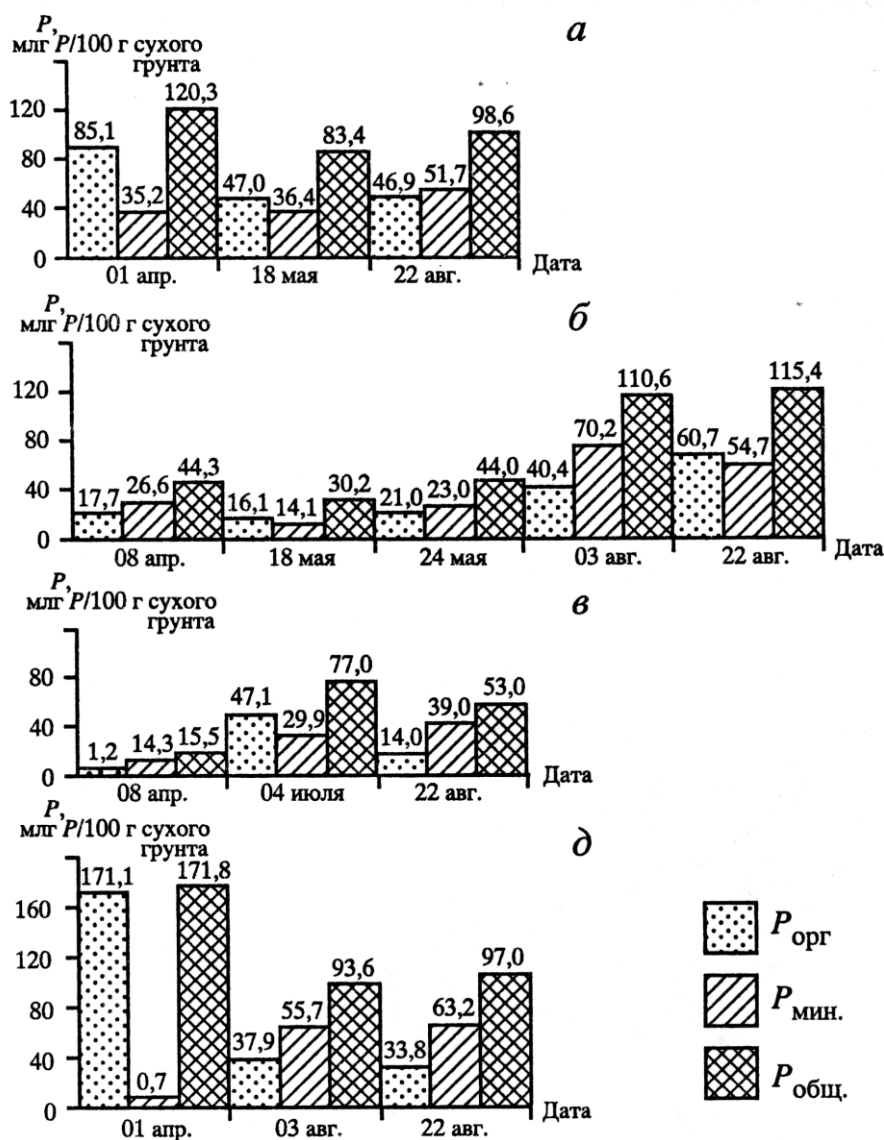 P,
млг P/100 г сухого
грунта
а
120
80
40
0
85,1
35,2
120,3
47,0
36,4
83,4
46,9
51,7
98,6
01 апр.
18 мая
22 авг.
Дата
P,
млг P/100 г сухого
грунта
б
120
80
40
0
17,7
26,6
44,3
16,1
14,1
30,2
21,0
23,0
44,0
40,4
70,2
110,6
60,7
54,7
115,4
08 апр.
18 мая
24 мая
03 авг.
22 авг.
Дата
P,
млг P/100 г сухого
грунта
в
80
40
0
1,2
14,3
15,5
47,1
29,9
77,0
14,0
39,0
53,0
08 апр.
04 июля
22 авг.
Дата
P,
млг P/100 г сухого
грунта
д
160
120
80
40
0
171,1
0,7
171,8
37,9
55,7
93,6
33,8
63,2
97,0
01 апр.
03 авг.
22 авг.
Дата
P орг
P мин.
P общ.